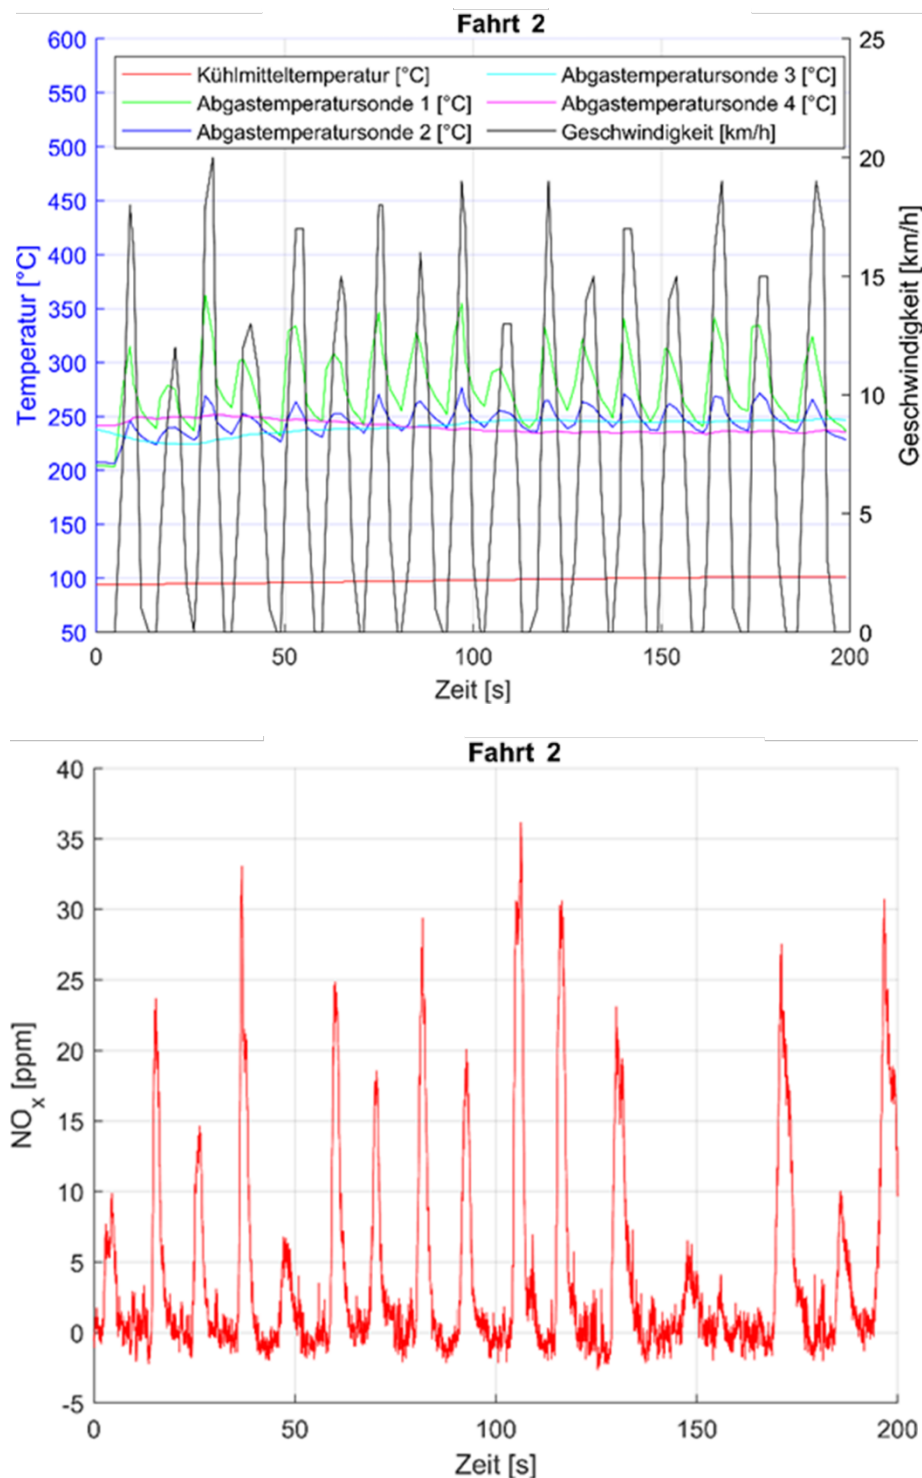 Fahrt 2
600
550
500
450
400
350
300
250
200
150
100
50
Temperatur [°C]
Kühlmitteltemperatur [°C]
Abgastemperatursonde 1 [°C]
Abgastemperatursonde 2 [°C]
Abgastemperatursonde 3 [°C]
Abgastemperatursonde 4 [°C]
Geschwindigkeit [km/h]
25
20
15
10
5
0
Geschwindigkeit [km/h]
0 50 100 150 200
Zeit [s]
Fahrt 2
40
35
30
25
20
15
10
5
0
-5
NOx [ppm]
0 50 100 150 200
Zeit [s]